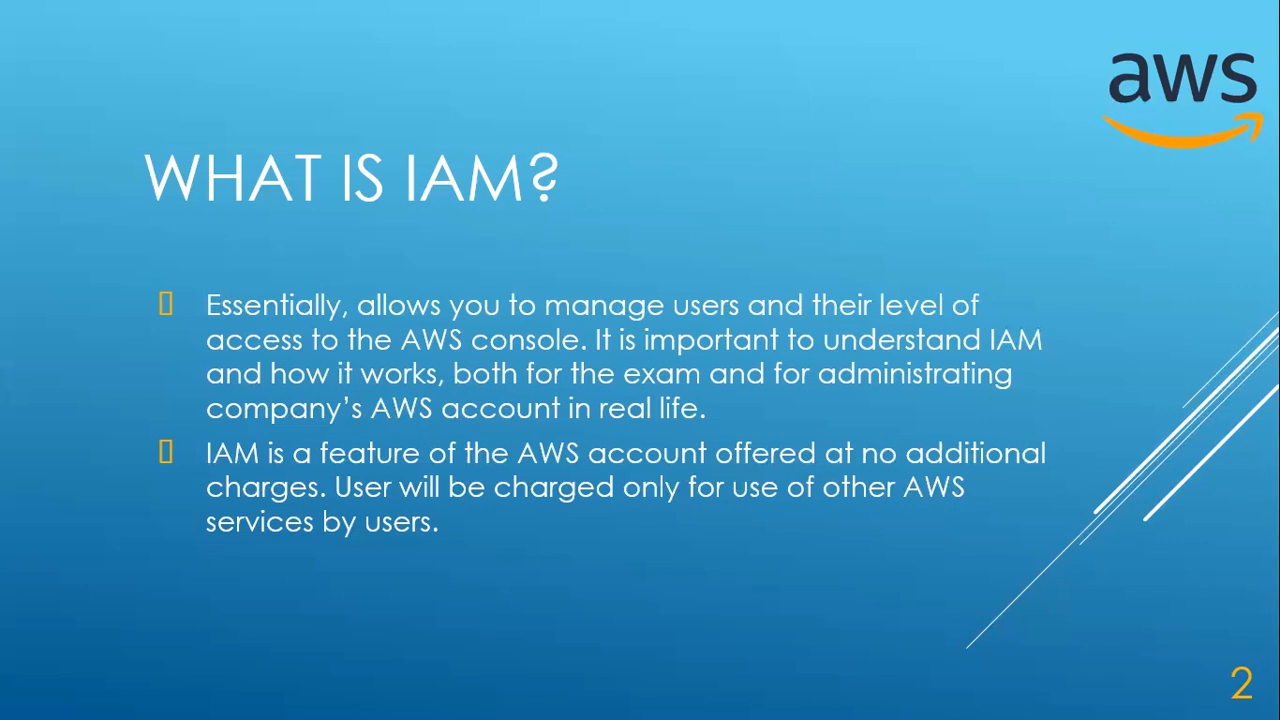 aws
WHAT IS IAM?
Essentially, allows you to manage users and their level of
access to the AWS console. It is important to understand IAM
and how it works, both for the exam and for administrating
company’s AWS account in real life.
IAM is a feature of the AWS account offered at no additional
charges. User will be charged only for use of other AWS
services by users.
2